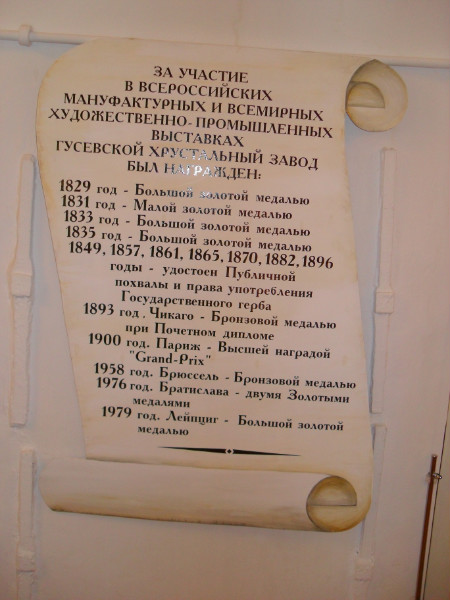 ЗА УЧАСТИЕ
В ВСЕРОССИЙСКИХ
МАНУФАКТУРНЫХ И ВСЕМИРНЫХ
ХУДОЖЕСТВЕННО-ПРОМЫШЛЕННЫХ
ВЫСТАВКАХ
ГУСЕВСКОЙ ХРУСТАЛЬНЫЙ ЗАВОД
БЫЛ НАГРАЖДЕН:
1829 год - Большой золотой медалью
1831 год - Малой золотой медалью
1833 год - Большой золотой медалью
1835 год - Большой золотой медалью
1849, 1857, 1861, 1865, 1870, 1882, 1896
годы - удостоен Публичной
похвалы и права употребления
Государственного герба
1893 год, Чикаго - Бронзовой медалью
при Почетном дипломе
1900 год. Париж - Высшей наградой
"Grand-Prix"
1958 год. Брюссель - Бронзовой медалью
1976 год. Братислава - двумя Золотыми
медалями
1979 год. Лейпциг - Большой золотой
медалью